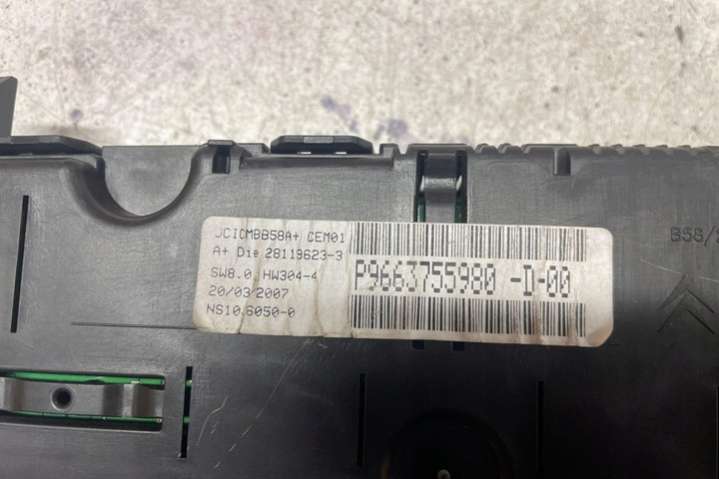 JCICMBB58A+ CEM01
A+ Die 28119623-3
SW8.0 HW304-4
20/03/2007
NS10.6050-0
P9663755980 -D-00
B58/